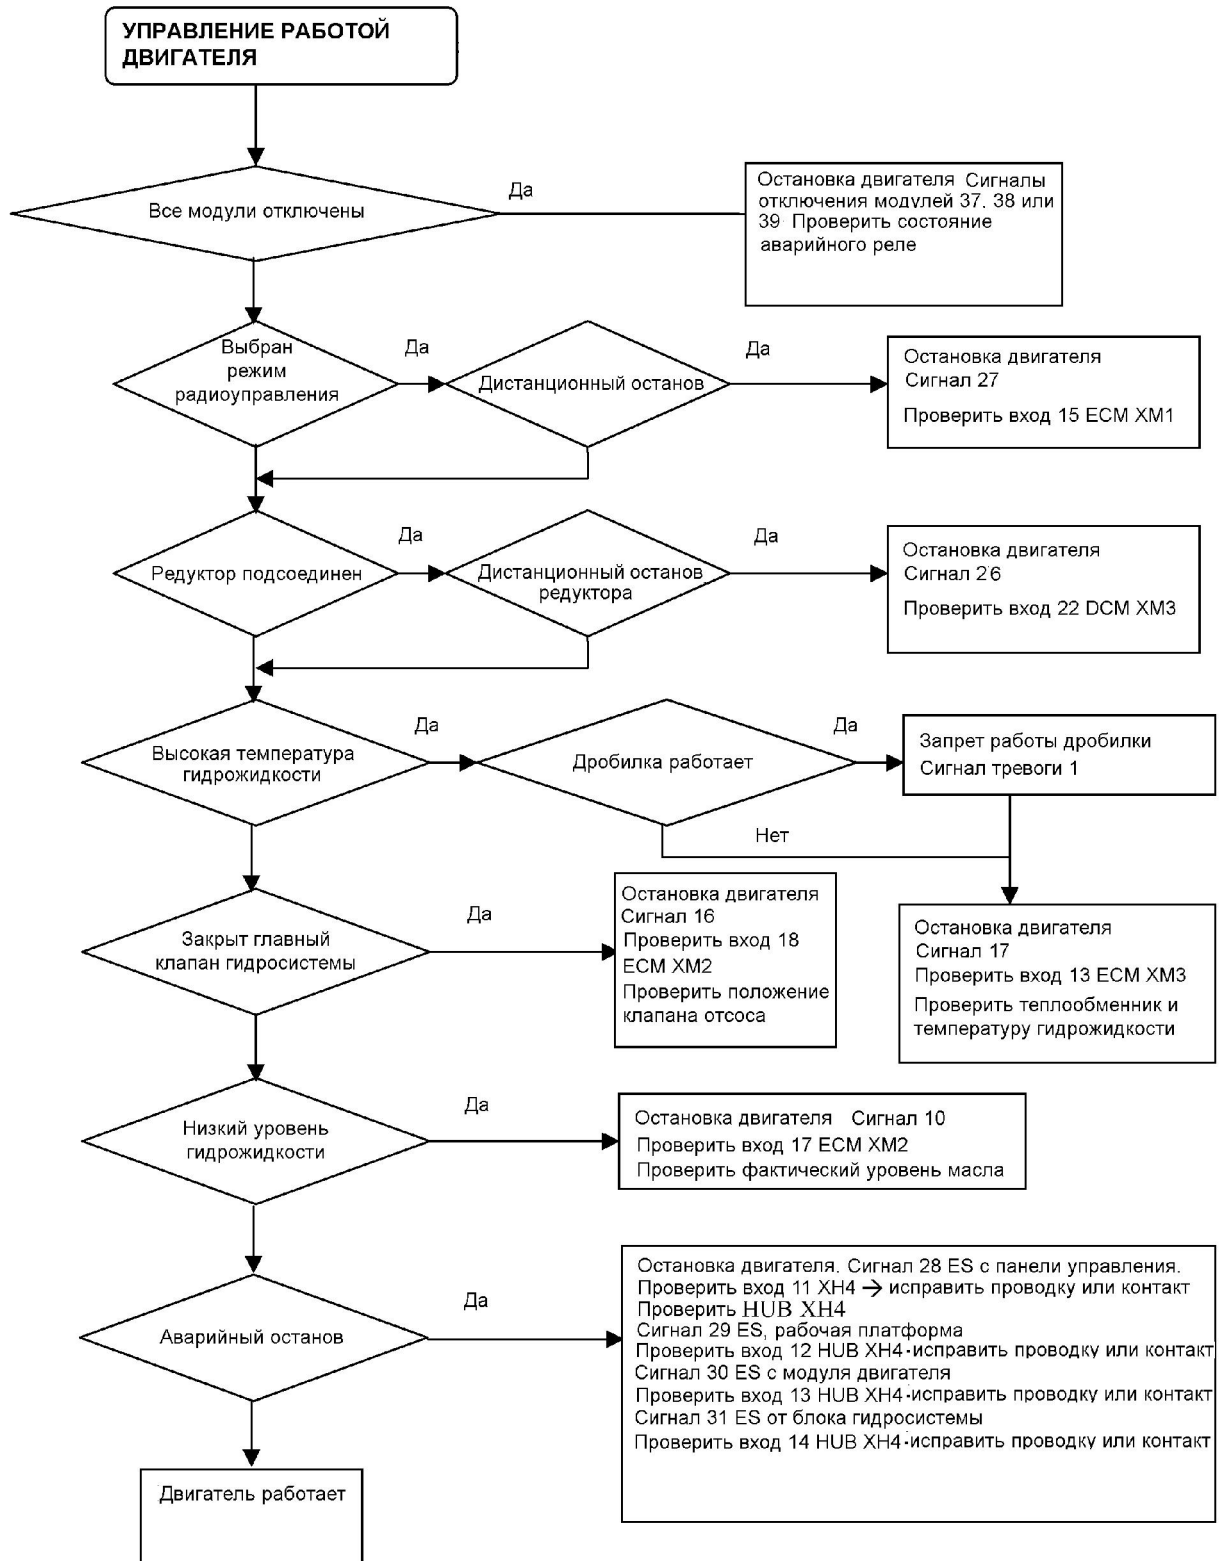 УПРАВЛЕНИЕ РАБОТОЙ
ДВИГАТЕЛЯ
Все модули отключены
Да
Остановка двигателя Сигналы
отключения модулей 37. 38 или
39 Проверить состояние
аварийного реле
Выбран
режим
радиоуправления
Да
Дистанционный останов
Да
Остановка двигателя
Сигнал 27
Проверить вход 15 ECM XM1
Редуктор подсоединен
Да
Дистанционный останов
редуктора
Да
Остановка двигателя
Сигнал 26
Проверить вход 22 DCM XM3
Высокая температура
гидрожидкости
Да
Дробилка работает
Да
Нет
Запрет работы дробилки
Сигнал тревоги 1
Остановка двигателя
Сигнал 17
Проверить вход 13 ECM XM3
Проверить теплообменник и
температуру гидрожидкости
Закрыт главный
клапан гидросистемы
Да
Остановка двигателя
Сигнал 16
Проверить вход 18
ECM XM2
Проверить положение
клапана отсоса
Низкий уровень
гидрожидкости
Да
Остановка двигателя Сигнал 10
Проверить вход 17 ECM XM2
Проверить фактический уровень масла
Аварийный останов
Да
Остановка двигателя. Сигнал 28 ES с панели управления.
Проверить вход 11 XH4 → исправить проводку или контакт
Проверить HUB XH4
Сигнал 29 ES, рабочая платформа
Проверить вход 12 HUB XH4·исправить проводку или контакт
Сигнал 30 ES с модуля двигателя
Проверить вход 13 HUB XH4·исправить проводку или контакт
Сигнал 31 ES от блока гидросистемы
Проверить вход 14 HUB XH4·исправить проводку или контакт
Двигатель работает